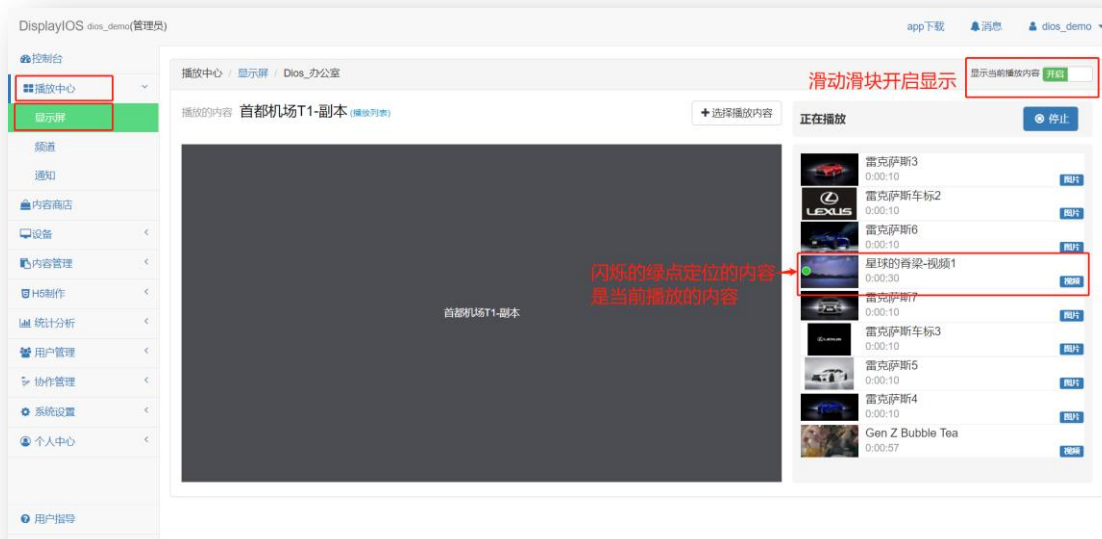 DisplayIOS dios_demo(管理员)
app下载
消息
dios_demo
控制台
播放中心
显示屏
频道
通知
内容商店
设备
内容管理
H5制作
统计分析
用户管理
协作管理
系统设置
个人中心
用户指导
播放中心 / 显示屏 / Dios_办公室
滑动滑块开启显示
显示当前播放内容 开启
播放的内容 首都机场T1-副本 (播放列表)
+选择播放内容
正在播放
停止
首都机场T1-副本
闪烁的绿点定位的内容
是当前播放的内容
雷克萨斯3
0:00:10
图片
LEXUS
雷克萨斯车标2
0:00:10
图片
雷克萨斯6
0:00:10
图片
星球的脊梁-视频1
0:00:30
视频
雷克萨斯7
0:00:10
图片
LEXUS
雷克萨斯车标3
0:00:10
图片
雷克萨斯5
0:00:10
图片
雷克萨斯4
0:00:10
图片
Gen Z Bubble Tea
0:00:57
视频